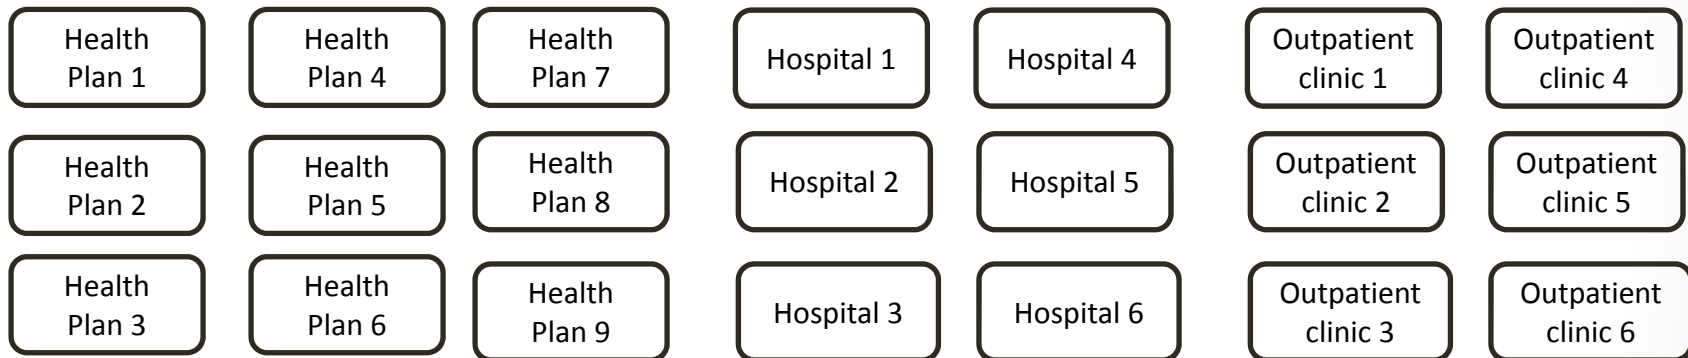 Health
Plan 1
Health
Plan 4
Health
Plan 7
Hospital 1
Hospital 4
Outpatient
clinic 1
Outpatient
clinic 4
Health
Plan 2
Health
Plan 5
Health
Plan 8
Hospital 2
Hospital 5
Outpatient
clinic 2
Outpatient
clinic 5
Health
Plan 3
Health
Plan 6
Health
Plan 9
Hospital 3
Hospital 6
Outpatient
clinic 3
Outpatient
clinic 6